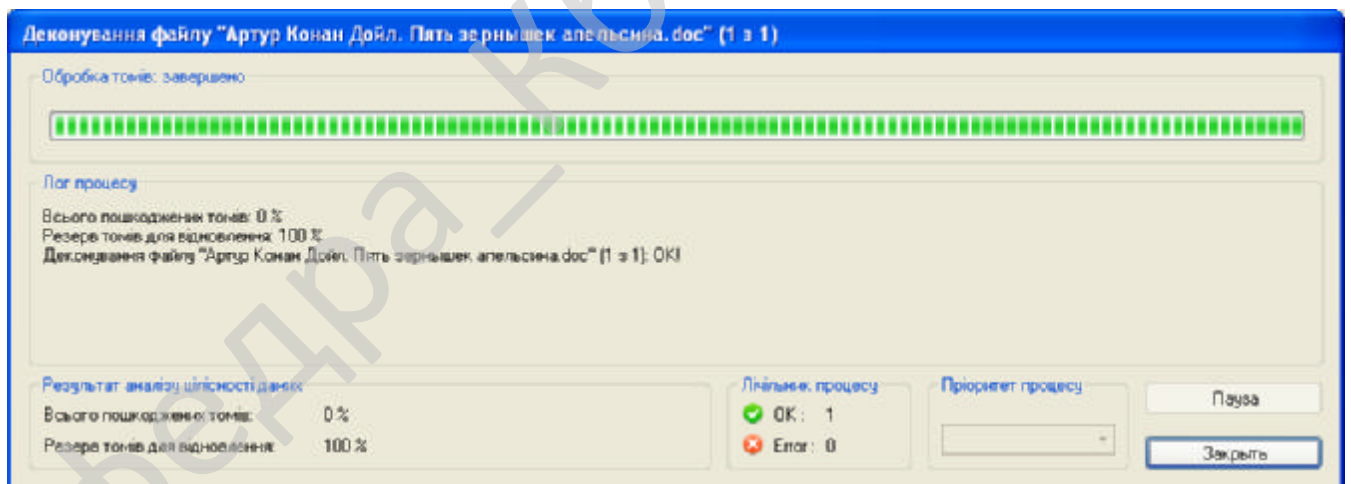 Деконування файлу "Артур Конан Дойл. Пять зернышек апельсина.doc" (1 з 1)
Обробка томів: завершено
Лог процесу
Всього пошкоджених томів: 0 %
Резерв томів для відновлення: 100 %
Деконування файлу "Артур Конан Дойл. Пять зернышек апельсина.doc" (1 з 1): OK!
Результат аналізу цілісності даних
Всього пошкоджених томів: 0 %
Резерв томів для відновлення: 100 %
Лічильник процесу
OK : 1
Error : 0
Пріоритет процесу
Пауза
Закрыть